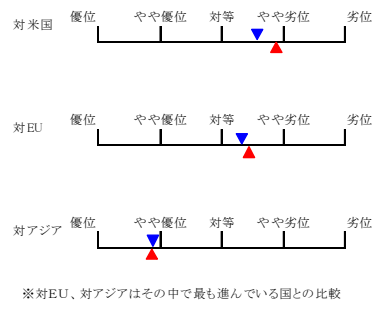 優位 やや優位 対等 やや劣位 劣位
対米国
優位 やや優位 対等 やや劣位 劣位
対EU
優位 やや優位 対等 やや劣位 劣位
対アジア
※対EU、対アジアはその中で最も進んでいる国との比較